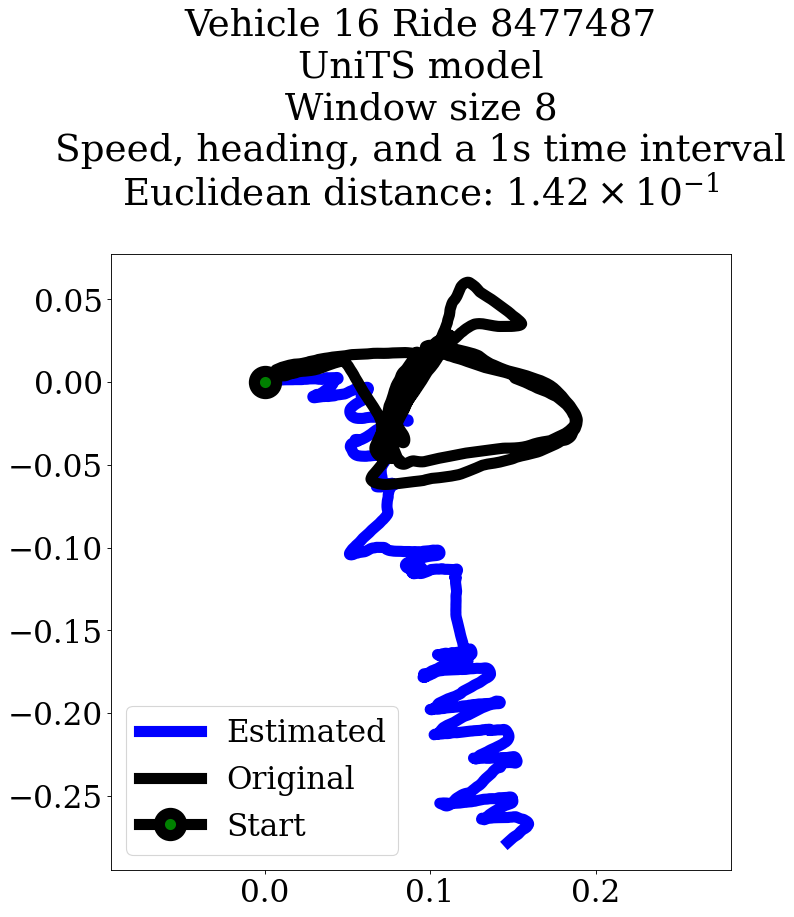 Vehicle 16 Ride 8477487
UniTS model
Window size 8
Speed, heading, and a 1s time interval
Euclidean distance: 1.42 × 10⁻¹
0.05
0.00
−0.05
−0.10
−0.15
−0.20
−0.25
Estimated
Original
Start
0.0 0.1 0.2